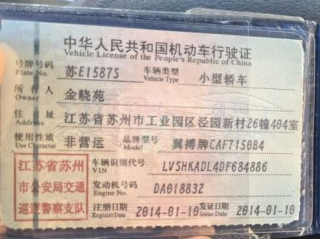 中华人民共和国机动车行驶证
Vehicle License of the People's Republic of China
号牌号码 Plate No. 苏E1587S 车辆类型 Vehicle Type 小型轿车
所有人 Owner 金晓苑
住址 Address 江苏省苏州市工业园区泾园新村26幢404室
使用性质 Use Character 非营运 品牌型号 Model 翼搏牌CAF7150B4
江苏省苏州市公安局交通巡逻警察支队
车辆识别代号 VIN LVSHKADL4DF684886
发动机号码 Engine No. DA018832
注册日期 Register Date 2014-01-10 发证日期 Issue Date 2014-01-10